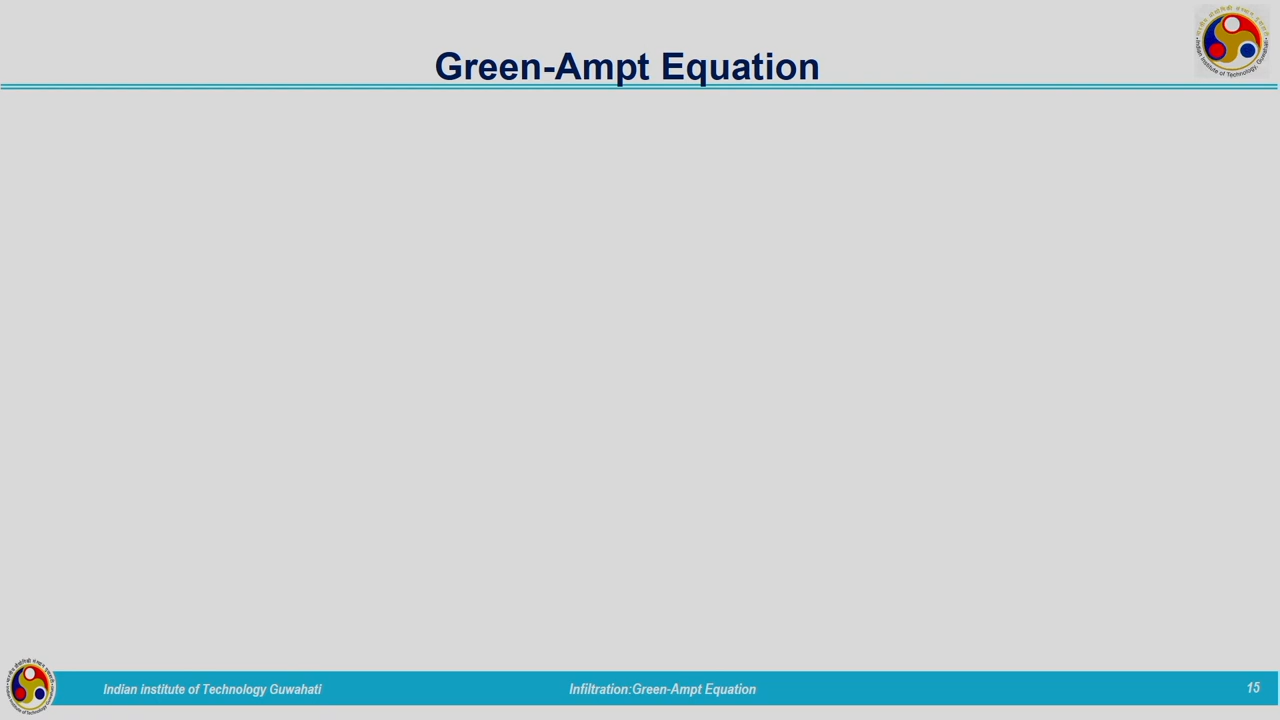 Green-Ampt Equation
Indian institute of Technology Guwahati
Infiltration:Green-Ampt Equation
15